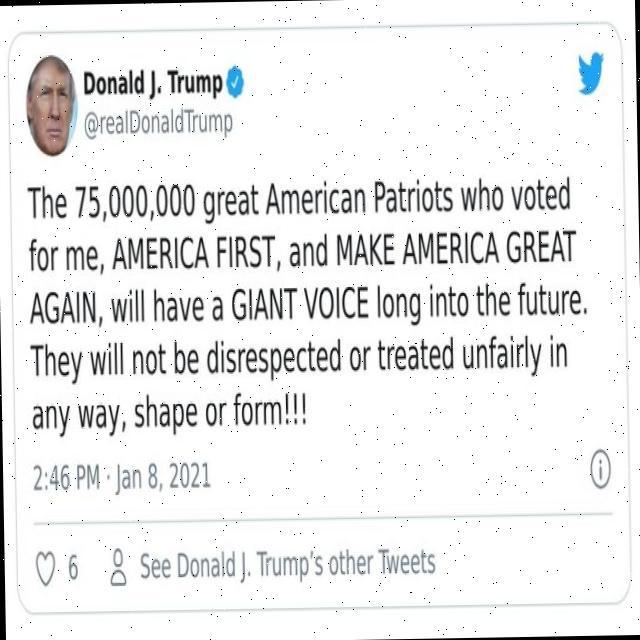 Donald J. Trump
@realDonaldTrump
The 75,000,000 great American Patriots who voted
for me, AMERICA FIRST, and MAKE AMERICA GREAT
AGAIN, will have a GIANT VOICE long into the future.
They will not be disrespected or treated unfairly in
any way, shape or form!!!
2:46 PM · Jan 8, 2021
6 See Donald J. Trump's other Tweets